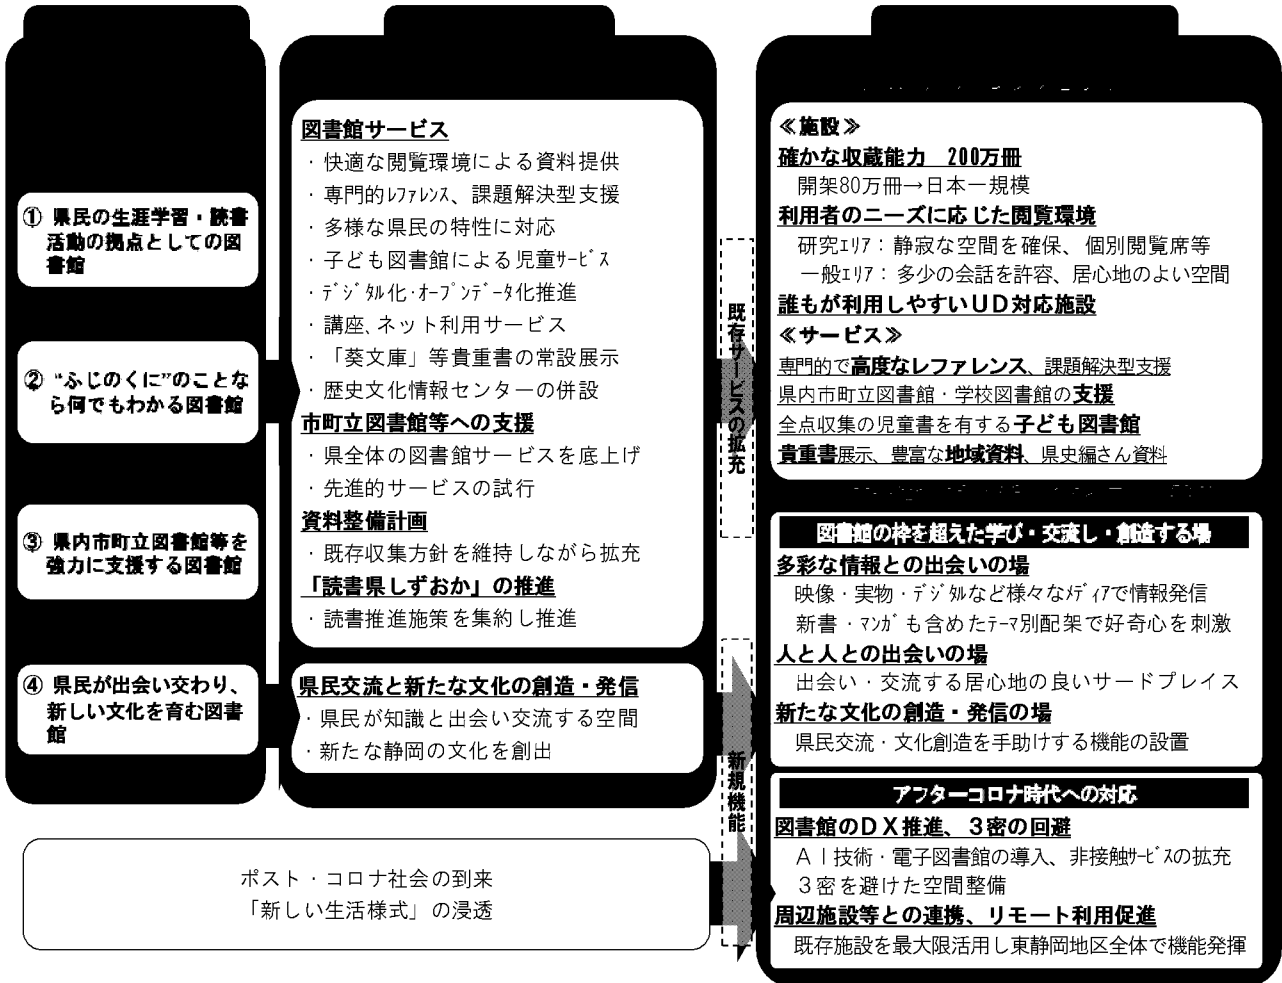 ① 県民の生涯学習・読書
活動の拠点としての図
書館
② “ふじのくに”のことな
ら何でもわかる図書館
③ 県内市町立図書館等を
強力に支援する図書館
④ 県民が出会い交わり、
新しい文化を育む図書
館
図書館サービス
・快適な閲覧環境による資料提供
・専門的ﾚﾌｧﾚﾝｽ、課題解決型支援
・多様な県民の特性に対応
・子ども図書館による児童ｻｰﾋﾞｽ
・ﾃﾞｼﾞﾀﾙ化･ｵｰﾌﾟﾝﾃﾞｰﾀ化推進
・講座、ネット利用サービス
・「葵文庫」等貴重書の常設展示
・歴史文化情報センターの併設
市町立図書館等への支援
・県全体の図書館サービスを底上げ
・先進的サービスの試行
資料整備計画
・既存収集方針を維持しながら拡充
「読書県しずおか」の推進
・読書推進施策を集約し推進
県民交流と新たな文化の創造・発信
・県民が知識と出会い交流する空間
・新たな静岡の文化を創出
ポスト・コロナ社会の到来
「新しい生活様式」の浸透
既存サービスの拡充
新規機能
≪施設≫
確かな収蔵能力　200万冊
開架80万冊→日本一規模
利用者のニーズに応じた閲覧環境
研究ｴﾘｱ：静寂な空間を確保、個別閲覧席等
一般ｴﾘｱ：多少の会話を許容、居心地のよい空間
誰もが利用しやすいＵＤ対応施設
≪サービス≫
専門的で高度なレファレンス、課題解決型支援
県内市町立図書館・学校図書館の支援
全点収集の児童書を有する子ども図書館
貴重書展示、豊富な地域資料、県史編さん資料
図書館の枠を超えた学び・交流し・創造する場
多彩な情報との出会いの場
映像・実物・ﾃﾞｼﾞﾀﾙなど様々なﾒﾃﾞｨｱで情報発信
新書・ﾏﾝｶﾞも含めたﾃｰﾏ別配架で好奇心を刺激
人と人との出会いの場
出会い・交流する居心地の良いサードプレイス
新たな文化の創造・発信の場
県民交流・文化創造を手助けする機能の設置
アフターコロナ時代への対応
図書館のＤＸ推進、３密の回避
ＡＩ技術・電子図書館の導入、非接触ｻｰﾋﾞｽの拡充
３密を避けた空間整備
周辺施設等との連携、リモート利用促進
既存施設を最大限活用し東静岡地区全体で機能発揮